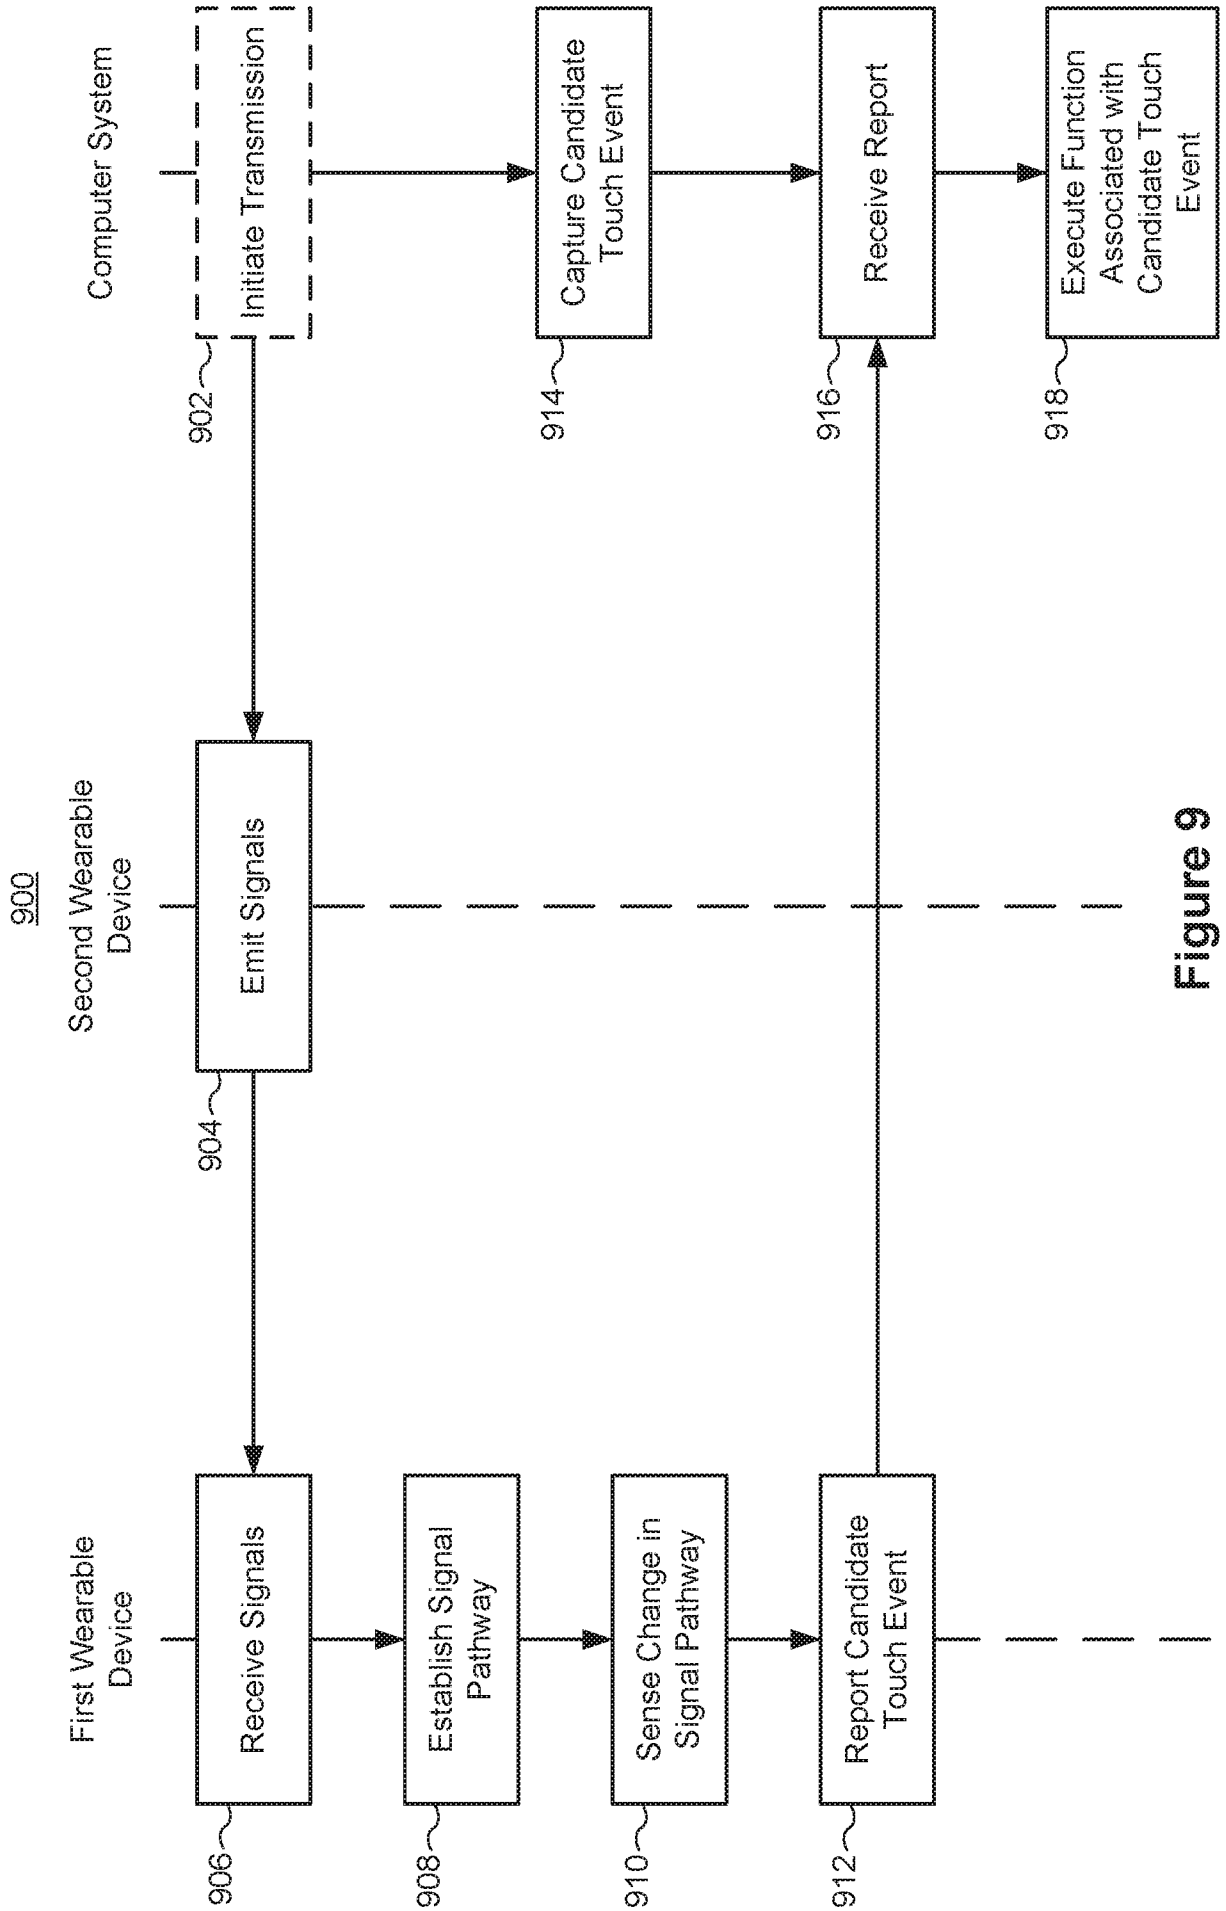 900
First Wearable
Device
Second Wearable
Device
Computer System
906
Receive Signals
904
Emit Signals
902
Initiate Transmission
908
Establish Signal
Pathway
910
Sense Change in
Signal Pathway
914
Capture Candidate
Touch Event
912
Report Candidate
Touch Event
916
Receive Report
918
Execute Function
Associated with
Candidate Touch
Event
Figure 9